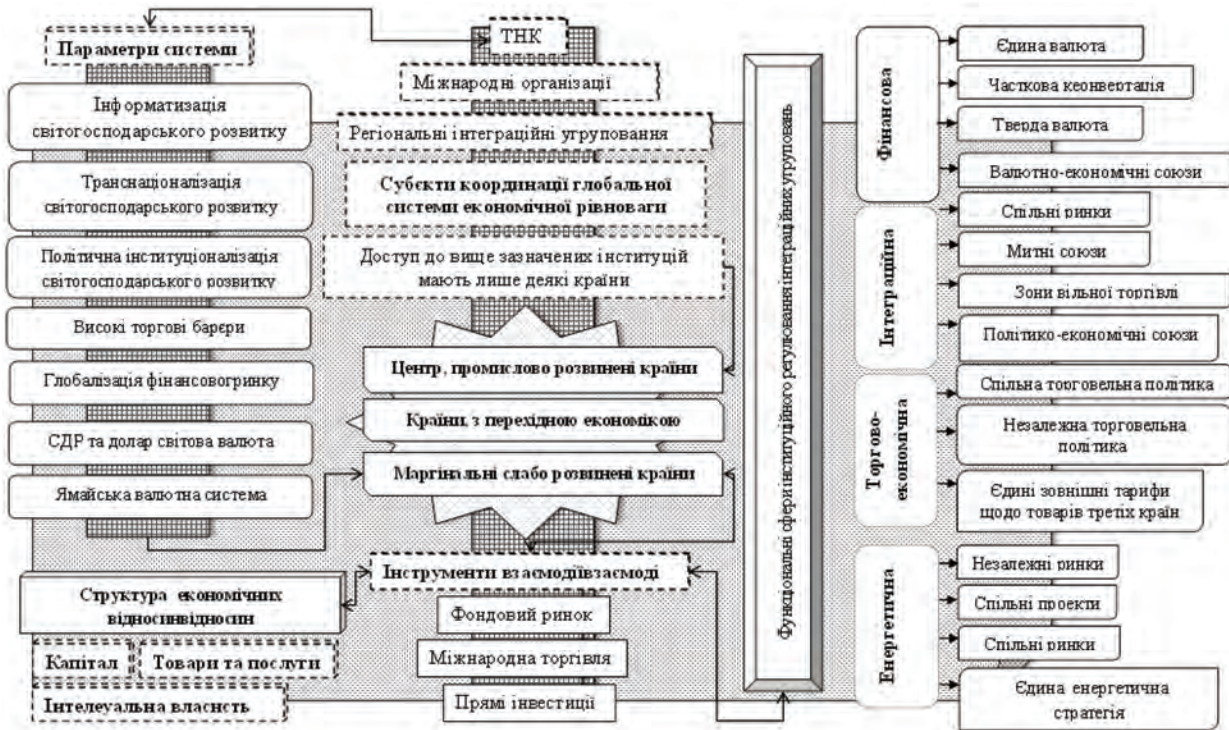 Параметри системи
Інформатизація
світогосподарського розвитку
Транснаціоналізація
світогосподарського розвитку
Політична інституціоналізація
світогосподарського розвитку
Високі торгові барєри
Глобалізація фінансовогринку
СДР та долар світова валюта
Ямайська валютна система
Структура економічних
відносинвідносин
Капітал
Товари та послуги
Інтелеуальна власнсть
ТНК
Міжнародні організації
Регіональні інтеграційні угруповання
Субєкти координації глобальної
системи економічної рівноваги
Доступ до вище зазначених інституцій
мають лише деякі країни
Центр, промислово розвинені країни
Країни, з перехідною економікою
Маргінальні слабо розвинені країни
Інструменти взаємодіївзаємоді
Фондовий ринок
Міжнародна торгівля
Прямі інвестиції
Функціональні сфери інституційного регулювання інтеграційних угруповань
Фінансова
Єдина валюта
Часткова кеонвертація
Тверда валюта
Валютно-економічні союзи
Інтеграційна
Спільні ринки
Митні союзи
Зони вільної торгівлі
Політико-економічні союзи
Торгово-
економічна
Спільна торговельна політика
Незалежна торговельна
політика
Єдині зовнішні тарифи
щодо товарів третіх країн
Енергетична
Незалежні ринки
Спільні проекти
Спільні ринки
Єдина енергетична
стратегія